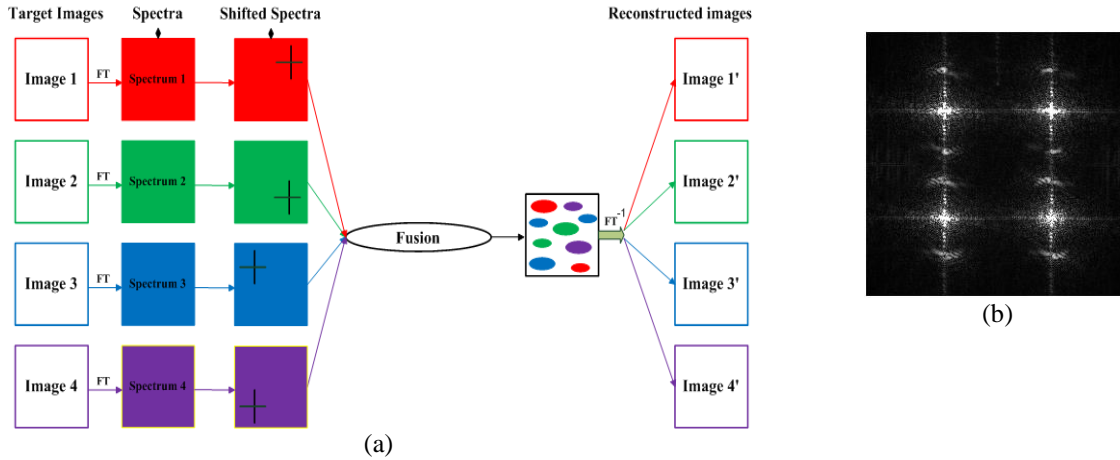 Target Images Spectra Shifted Spectra Reconstructed images
Image 1 FT Spectrum 1 Image 1'
Image 2 FT Spectrum 2 Image 2'
Fusion FT-1
Image 3 FT Spectrum 3 Image 3'
Image 4 FT Spectrum 4 Image 4'
(a)
(b)